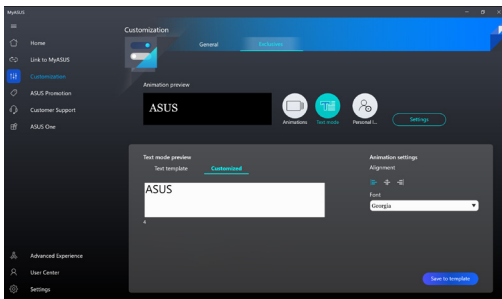 MyASUS
Customization
Home
General
Exclusives
Link to MyASUS
Customization
ASUS Promotion
Customer Support
ASUS One
Animation preview
ASUS
Animations
Text mode
Personal i...
Settings
Text mode preview
Text template
Customized
ASUS
4
Animation settings
Alignment
Font
Georgia
Save to template
Advanced Experience
User Center
Settings